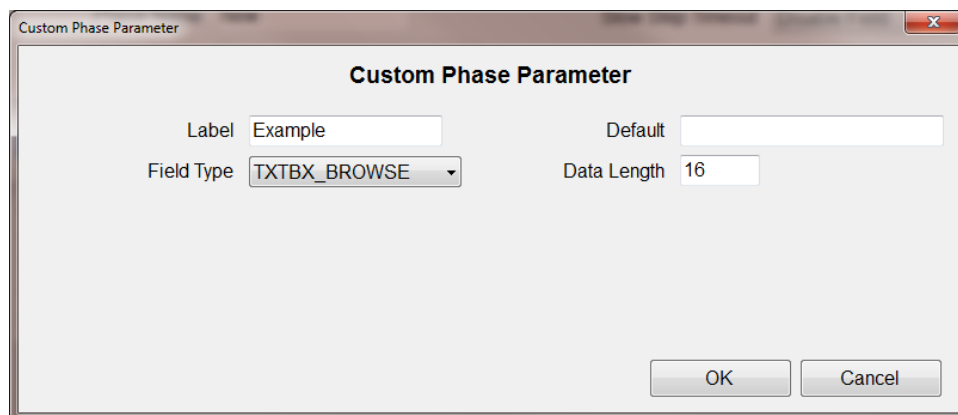 Custom Phase Parameter
Custom Phase Parameter
Label Example Default
Field Type TXTBX_BROWSE Data Length 16
OK Cancel